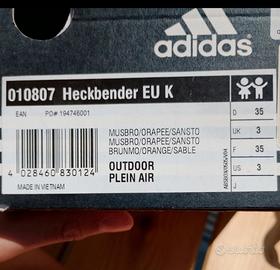 adidas
010807 Heckbender EU K
EAN PO# 194746001
MUSBRO/ORAPEE/SANSTO
MUSBRO/ORAPEE/SANSTO
BRUNMO/ORANGE/SABLE
OUTDOOR
PLEIN AIR
4 028460 830124
MADE IN VIETNAM
D 35
UK 3
F 35
US 3
subito